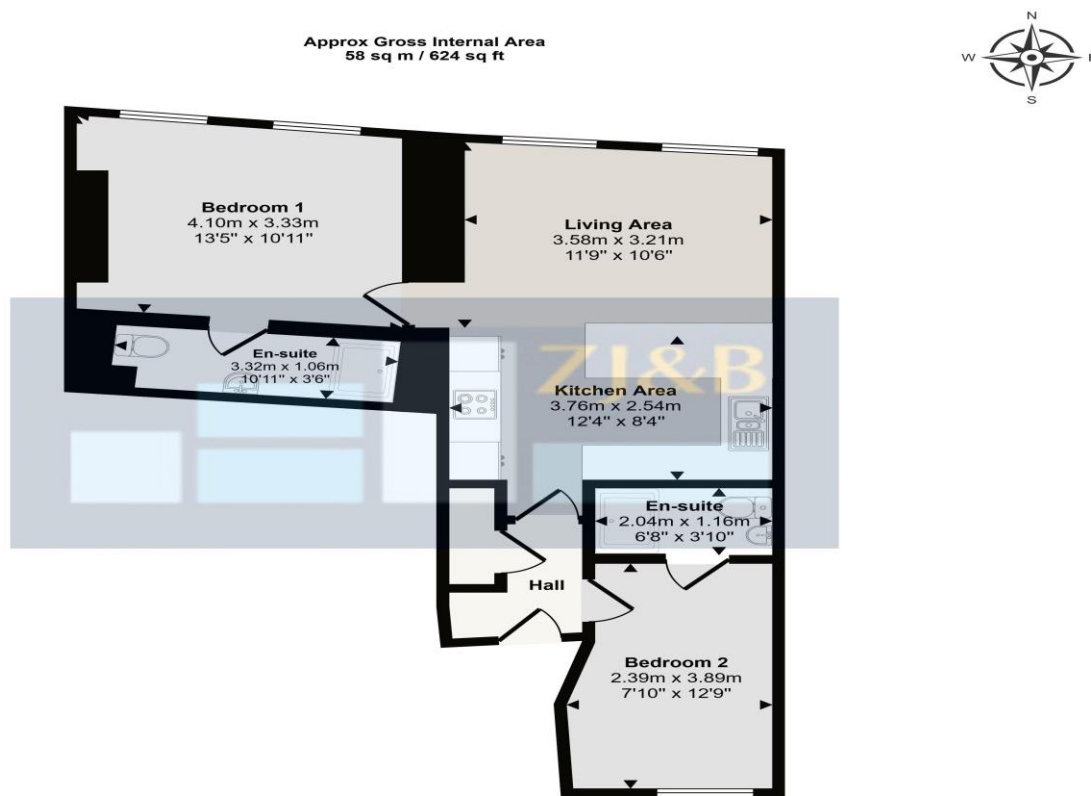 Approx Gross Internal Area
58 sq m / 624 sq ft
N
W
E
S
Bedroom 1
4.10m x 3.33m
13'5" x 10'11"
Living Area
3.58m x 3.21m
11'9" x 10'6"
En-suite
3.32m x 1.06m
10'11" x 3'6"
ZJ&B
Kitchen Area
3.76m x 2.54m
12'4" x 8'4"
En-suite
2.04m x 1.16m
6'8" x 3'10"
Hall
Bedroom 2
2.39m x 3.89m
7'10" x 12'9"